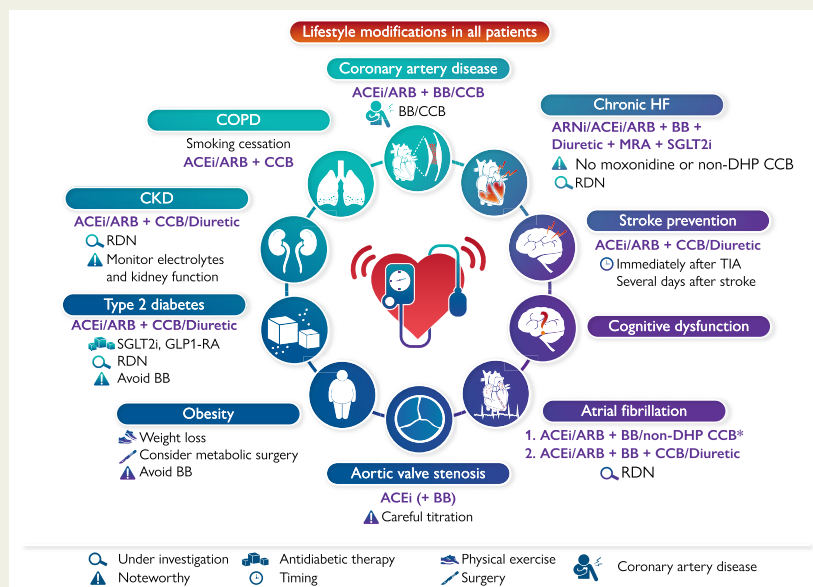 Lifestyle modifications in all patients
Coronary artery disease
ACEi/ARB + BB/CCB
BB/CCB
Chronic HF
ARNi/ACEi/ARB + BB +
Diuretic + MRA + SGLT2i
No moxonidine or non-DHP CCB
RDN
Stroke prevention
ACEi/ARB + CCB/Diuretic
Immediately after TIA
Several days after stroke
Cognitive dysfunction
Atrial fibrillation
1. ACEi/ARB + BB/non-DHP CCB*
2. ACEi/ARB + BB + CCB/Diuretic
RDN
Aortic valve stenosis
ACEi (+ BB)
Careful titration
Obesity
Weight loss
Consider metabolic surgery
Avoid BB
Type 2 diabetes
ACEi/ARB + CCB/Diuretic
SGLT2i, GLP1-RA
RDN
Avoid BB
CKD
ACEi/ARB + CCB/Diuretic
RDN
Monitor electrolytes
and kidney function
COPD
Smoking cessation
ACEi/ARB + CCB
Under investigation
Antidiabetic therapy
Physical exercise
Coronary artery disease
Noteworthy
Timing
Surgery